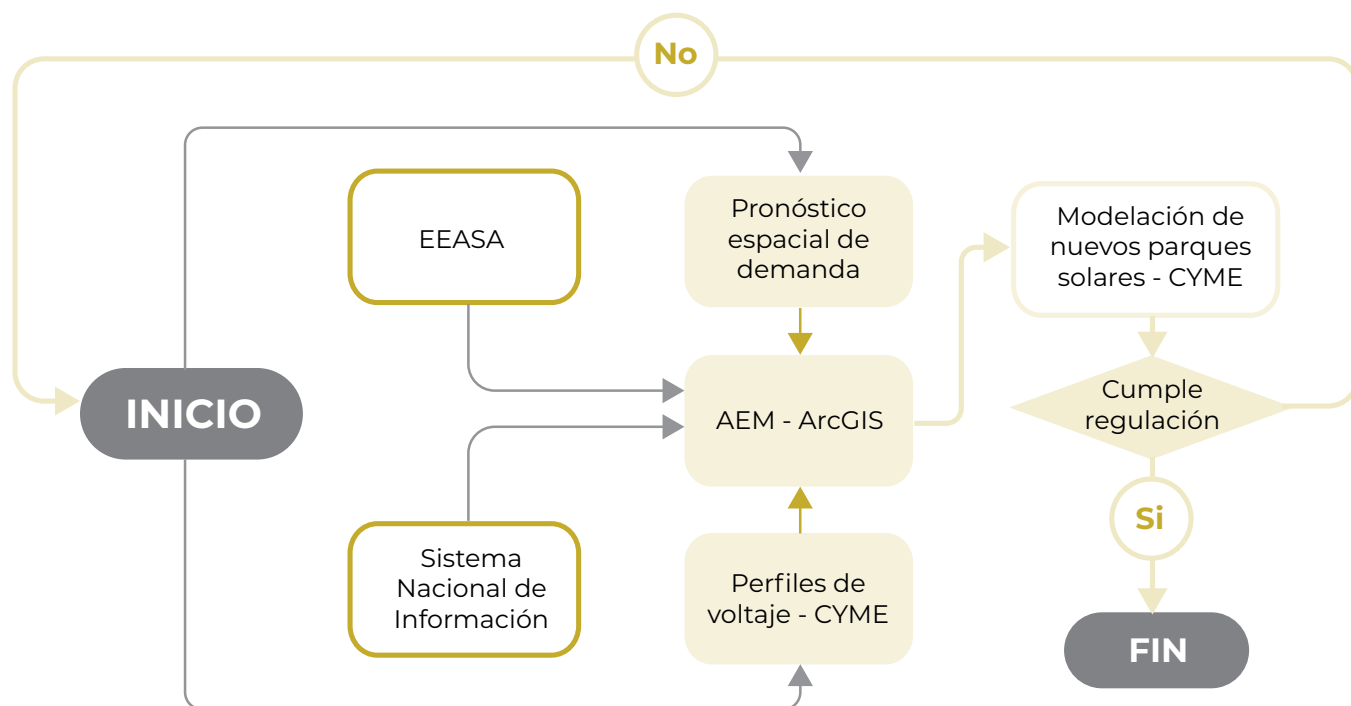 No
EEASA
Pronóstico
espacial de
demanda
Modelación de
nuevos parques
solares - CYME
INICIO
AEM - ArcGIS
Cumple
regulación
Si
Sistema
Nacional de
Información
Perfiles de
voltaje - CYME
FIN